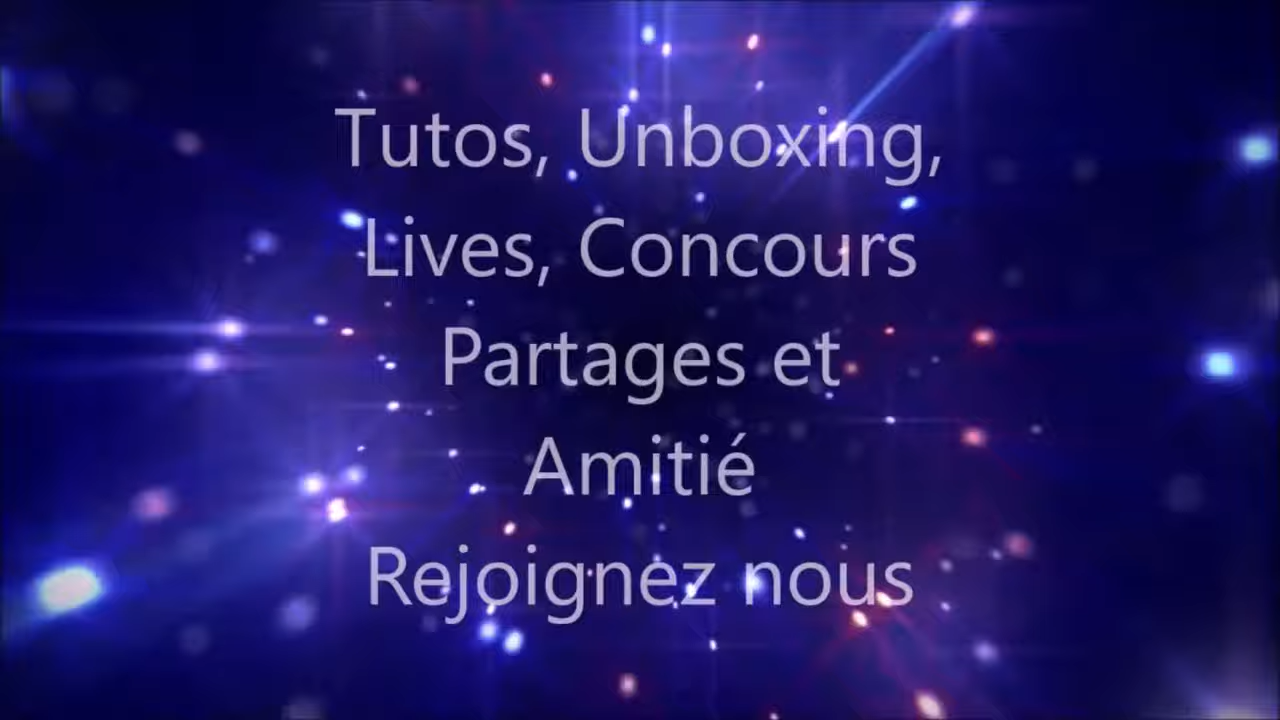 Tutos, Unboxing,
Lives, Concours
Partages et
Amitié
Rejoignez nous